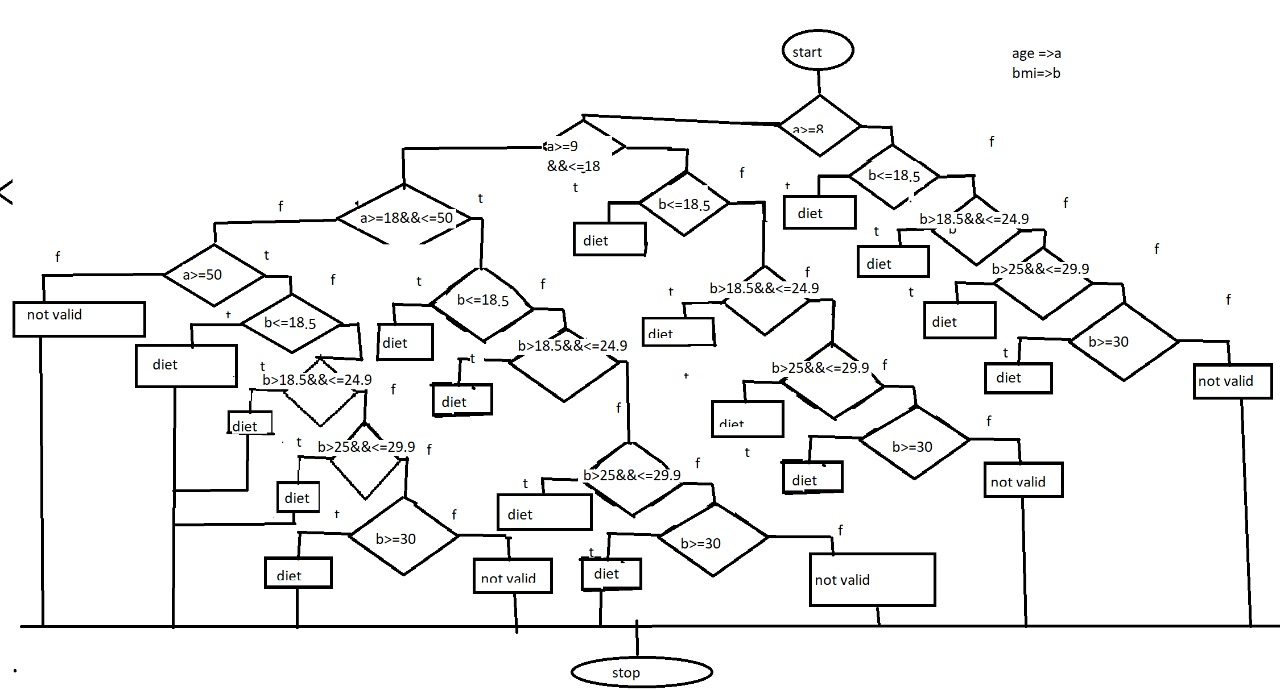 start
age =>a
bmi=>b
a>=8
a>=9
&&<=18
f
b<=18.5
t
f
t
diet
a>=18&&<=50
f
t
b<=18.5
diet
b>18.5&&<=24.9
f
t
diet
f
a>=50
t
f
t
b<=18.5
f
b>18.5&&<=24.9
f
t
diet
b>25&&<=29.9
f
t
diet
b>=30
f
t
diet
not valid
not valid
t
b<=18.5
f
diet
t
b>18.5&&<=24.9
diet
t
diet
b>25&&<=29.9
f
t
diet
t
b>=30
f
diet
not valid
t
b>18.5&&<=24.9
f
diet
f
t
b>25&&<=29.9
f
diet
t
b>=30
f
diet
not valid
t
b>25&&<=29.9
f
diet
t
b>=30
f
diet
not valid
t
b>=30
f
diet
not valid
stop